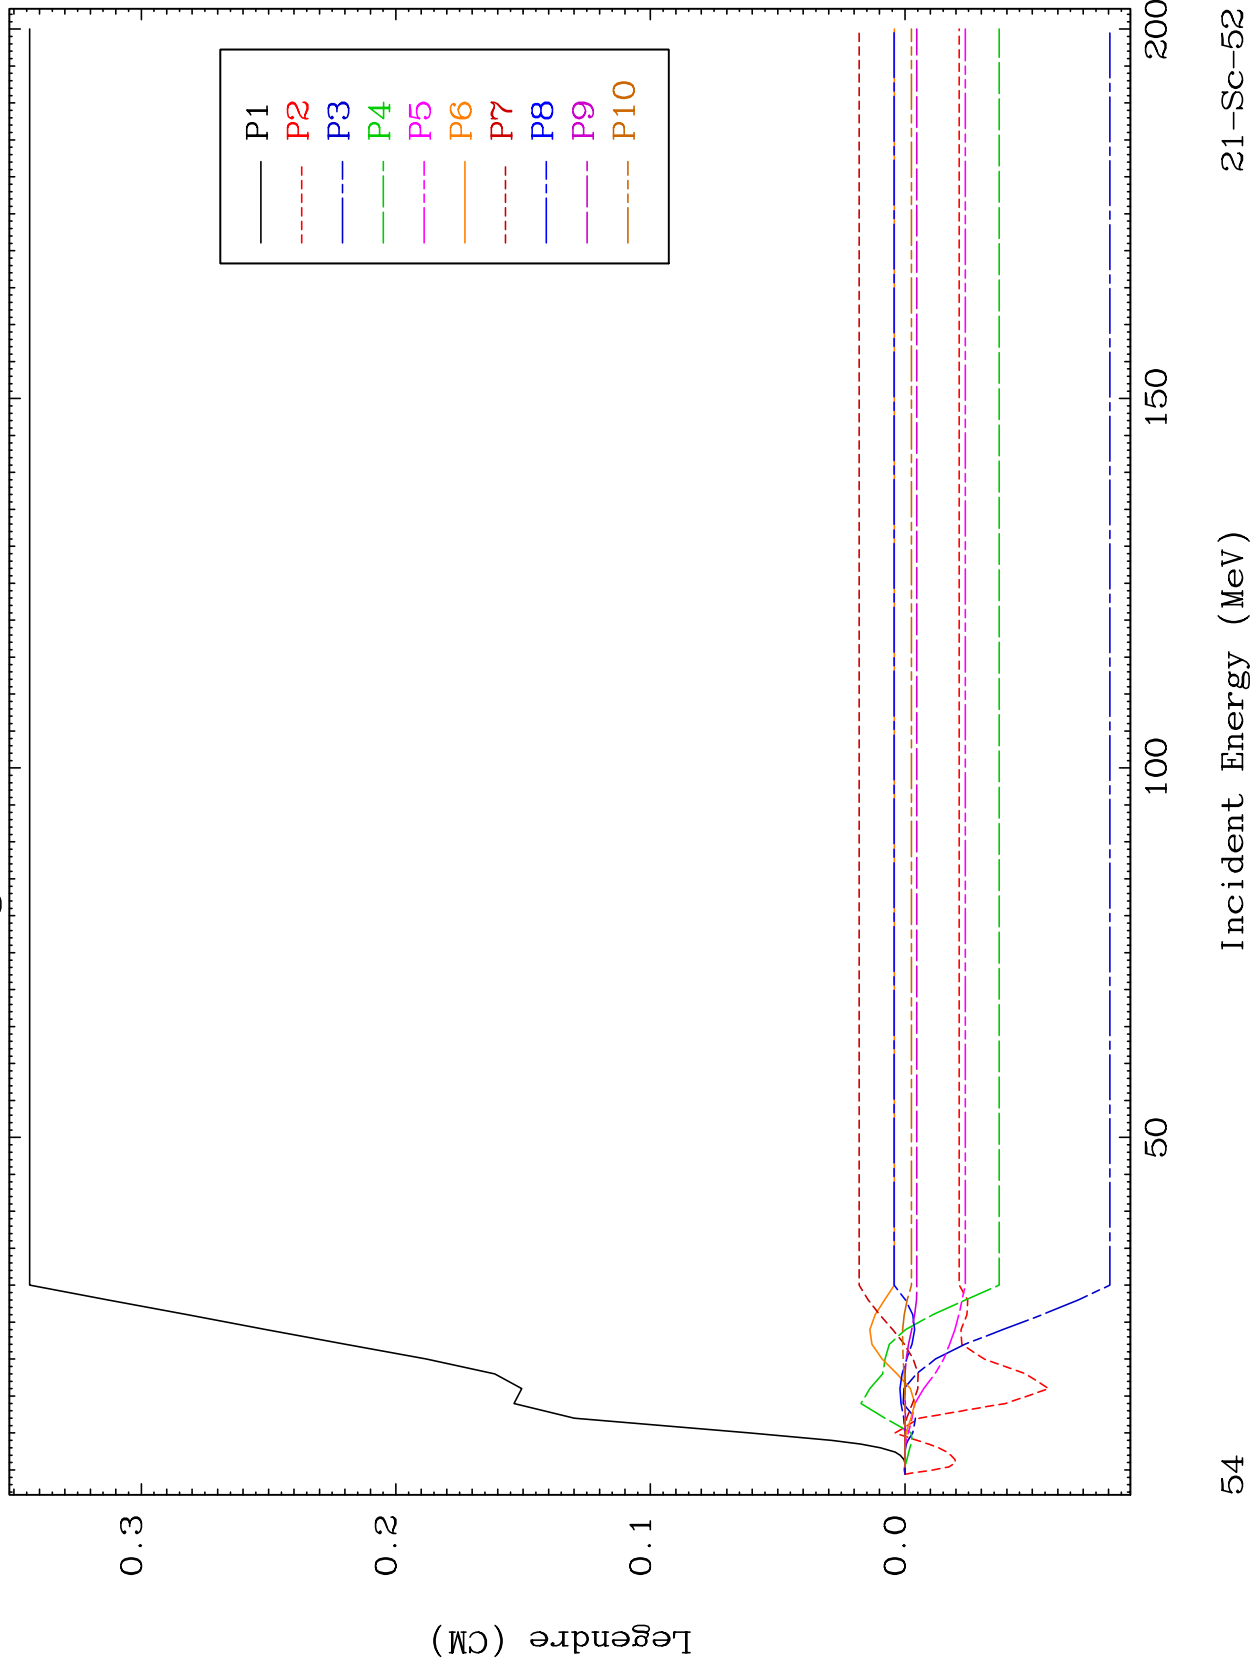 P1
P2
P3
P4
P5
P6
P7
P8
P9
P10
0.3
0.2
0.1
0.0
Legendre (CM)
50
100
150
200
Incident Energy (MeV)
54
21-Sc-52